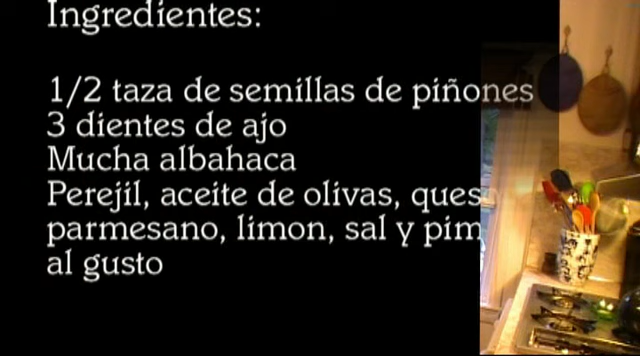 Ingredientes:
1/2 taza de semillas de piñones
3 dientes de ajo
Mucha albahaca
Perejil, aceite de olivas, ques
parmesano, limon, sal y pim
al gusto